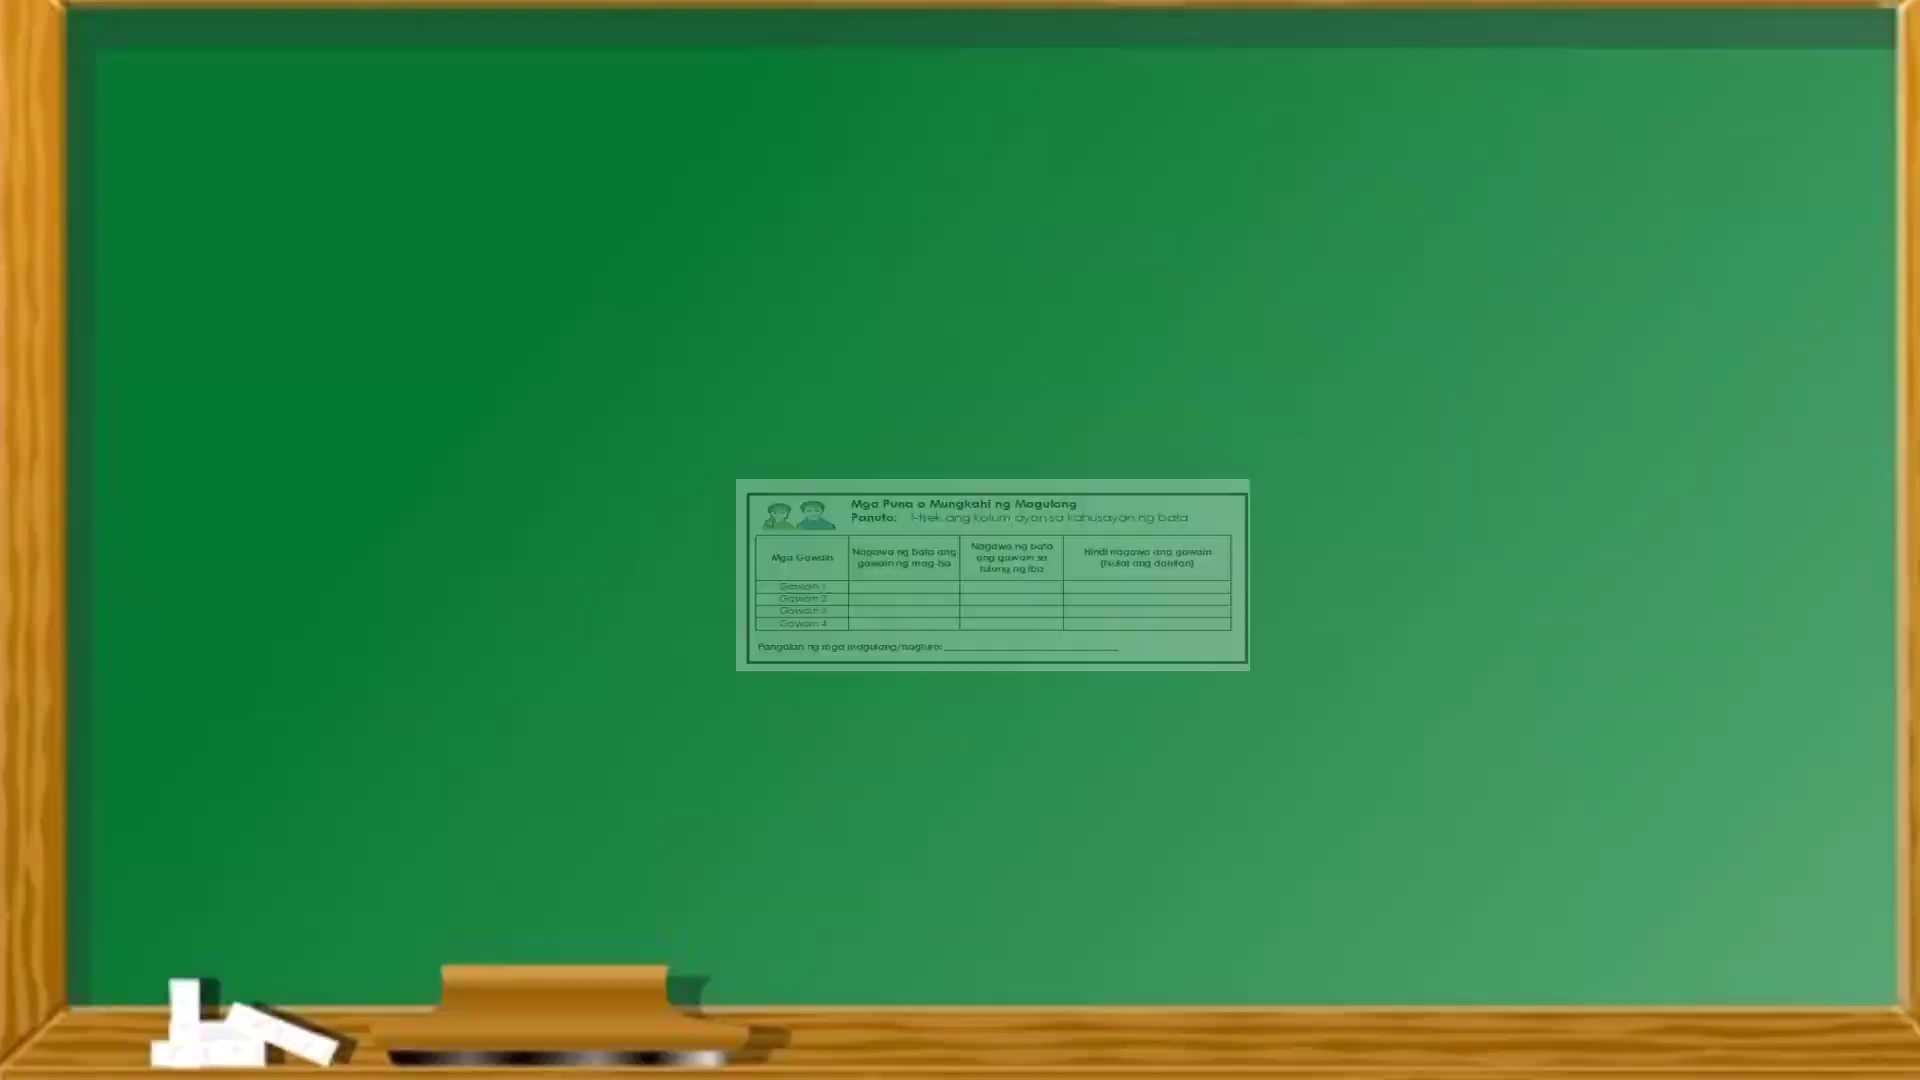 Mga Puna o Mungkahi ng Magulang
Panuto: I-tsek ang kolum ayon sa kahusayan ng bata
Mga Gawain
Nagawa ng bata ang
gawain ng mag-isa
Nagawa ng bata
ang gawain sa
tulong ng iba
Hindi nagawa ang gawain
(Isulat ang dahilan)
Gawain 1
Gawain 2
Gawain 3
Gawain 4
Pangalan ng mga magulang/nagturo: